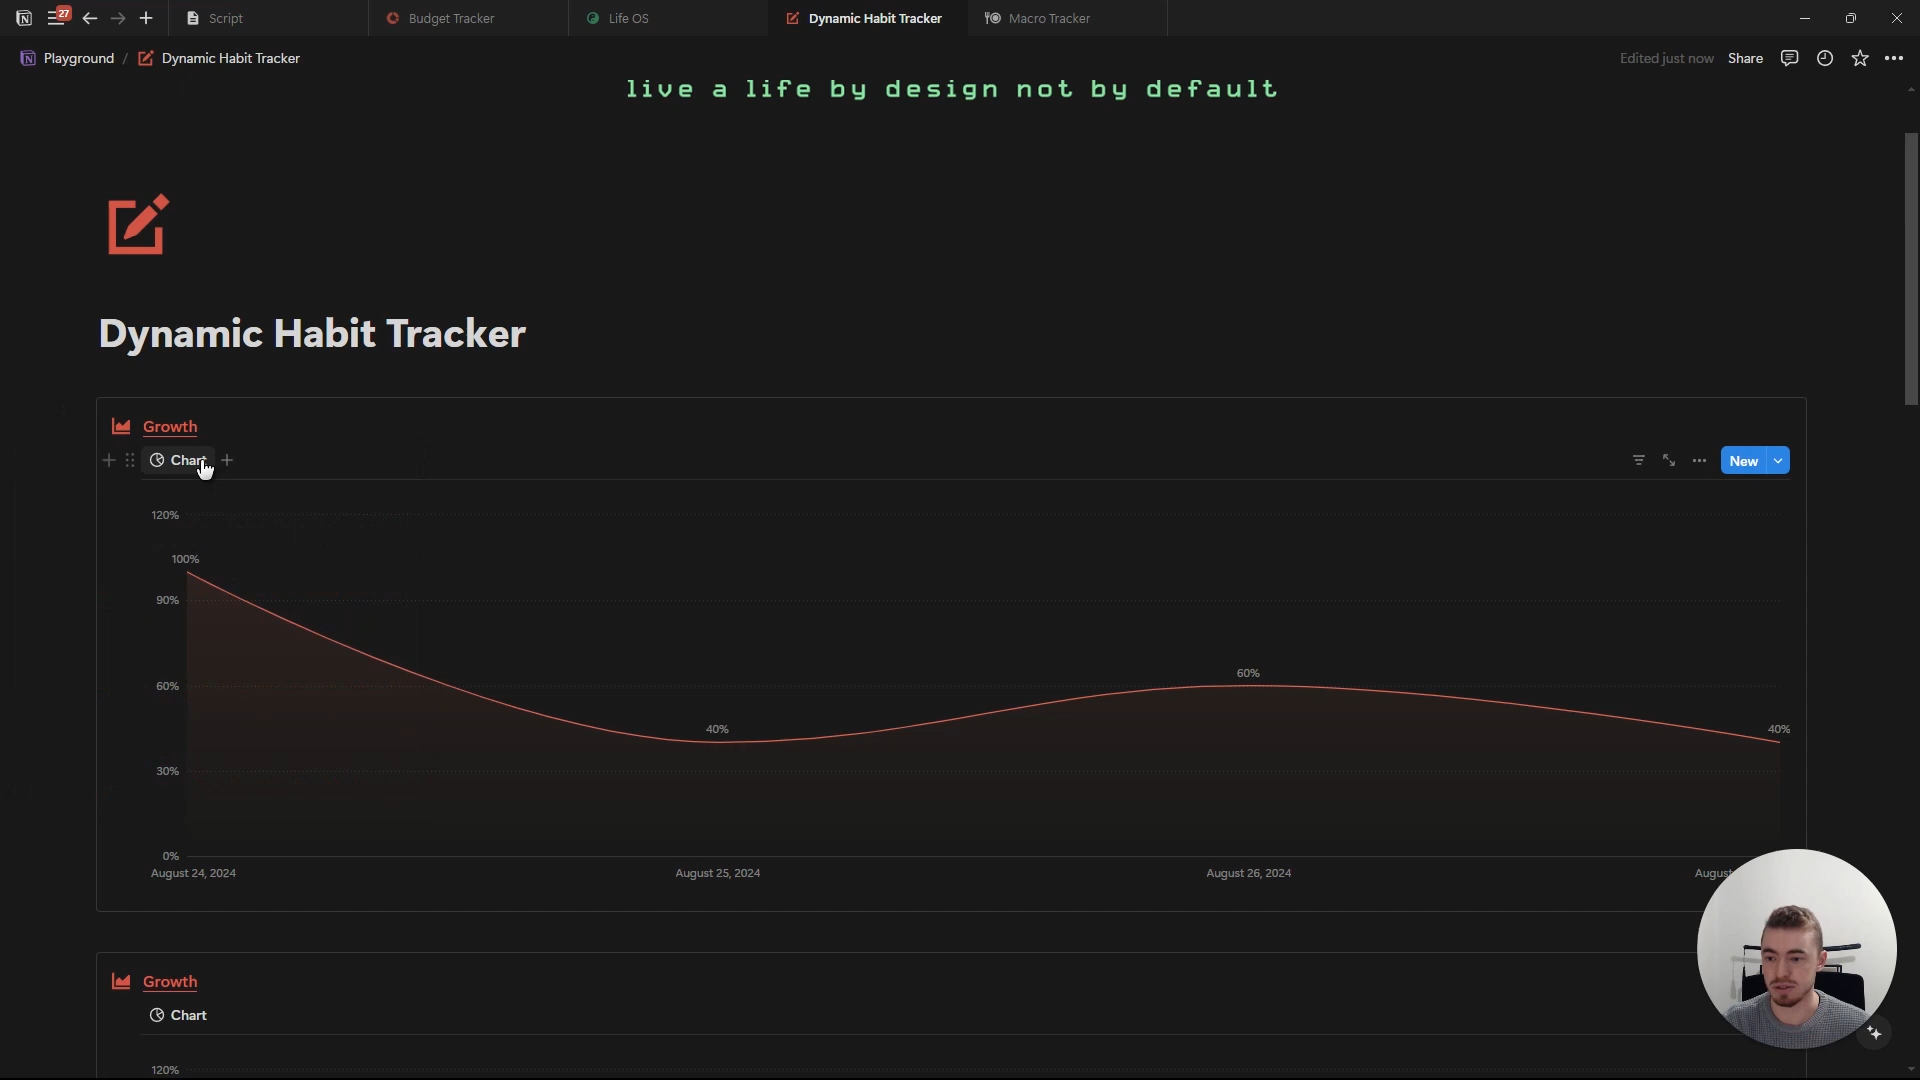 27
Script
Budget Tracker
Life OS
Dynamic Habit Tracker
Macro Tracker
Playground / Dynamic Habit Tracker
Edited just now
Share
live a life by design not by default
Dynamic Habit Tracker
Growth
Chart
New
120%
100%
90%
60%
60%
40%
40%
30%
0%
August 24, 2024
August 25, 2024
August 26, 2024
August
Growth
Chart
120%